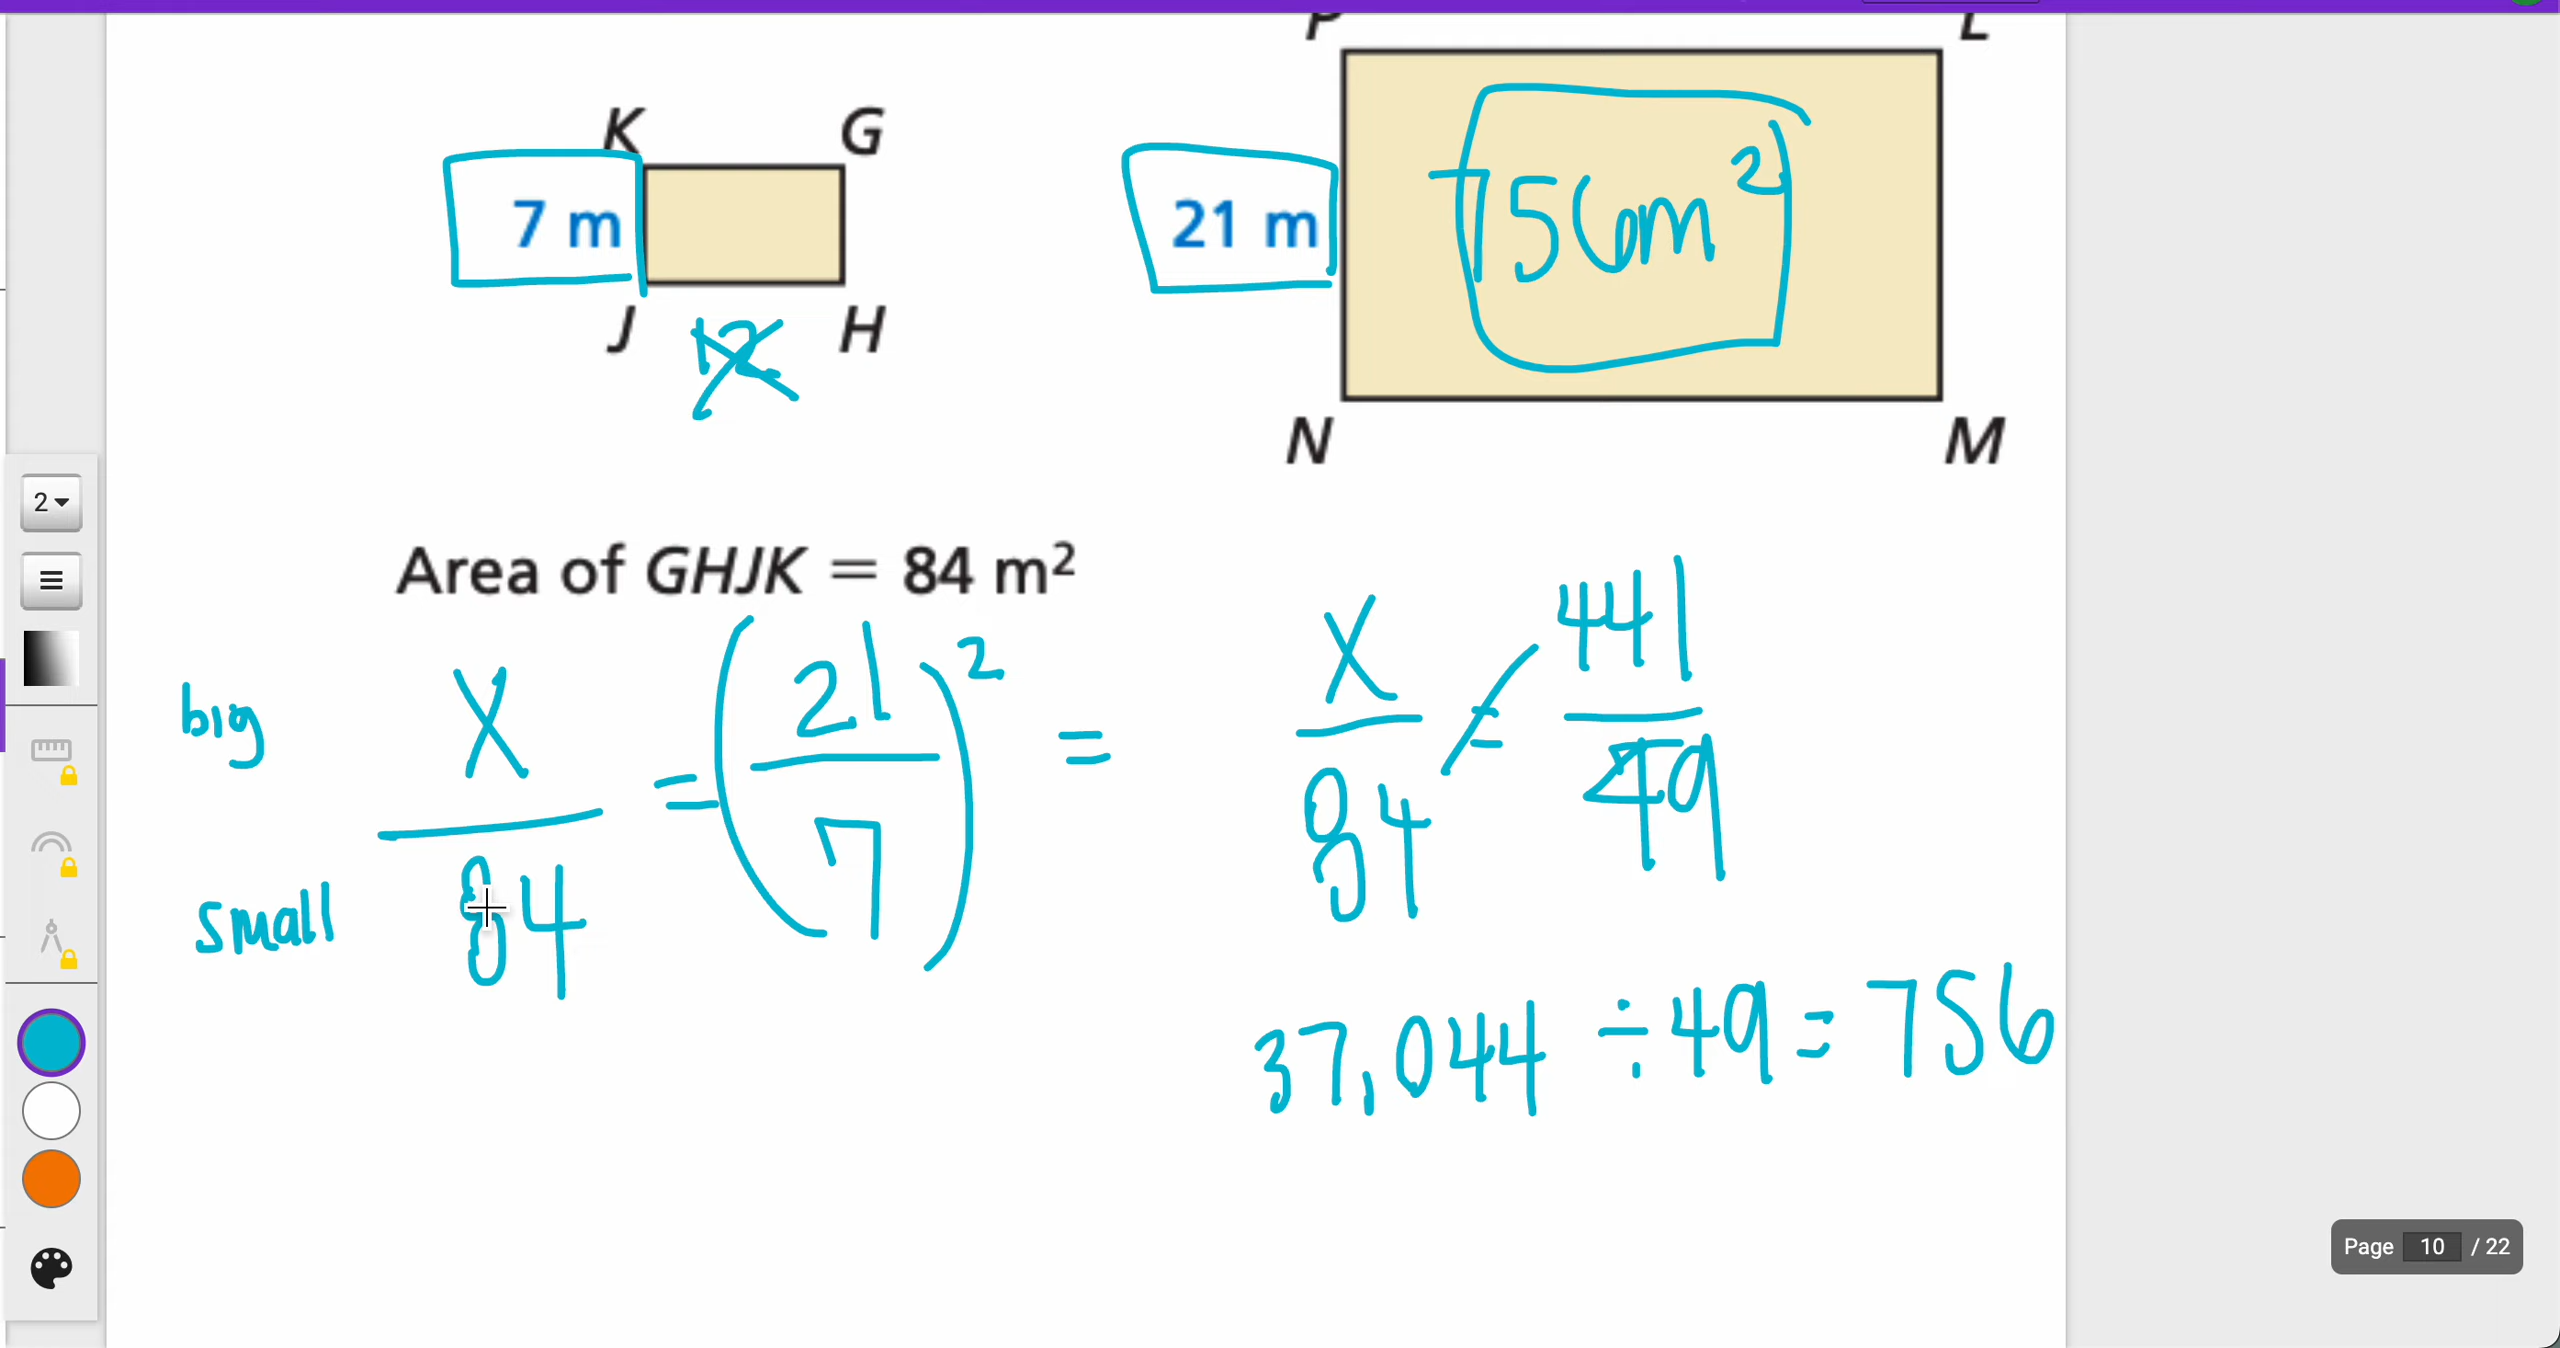 P L
K G
7 m
21 m
756m²
J H
12
N M
Area of GHJK = 84 m²
big
small
X/84 = (21/7)² = X/84 = 441/49
37,044 ÷ 49 = 756
2
Page 10 / 22